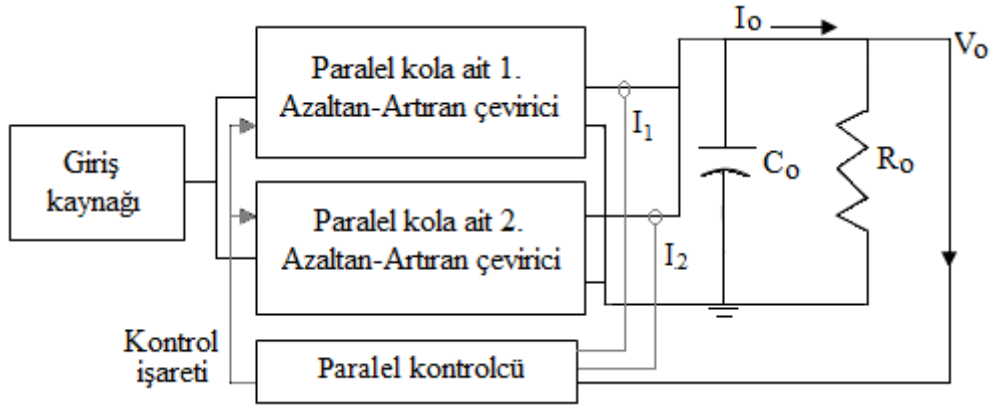 Paralel kola ait 1.
Azaltan-Artıran çevirici
Io
Vo
I1
Giriş
kaynağı
Co
Ro
Paralel kola ait 2.
Azaltan-Artıran çevirici
I2
Kontrol
işareti
Paralel kontrolcü